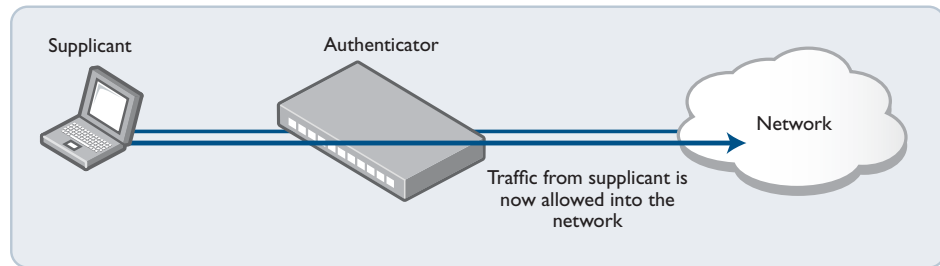 Supplicant
Authenticator
Network
Traffic from supplicant is
now allowed into the
network